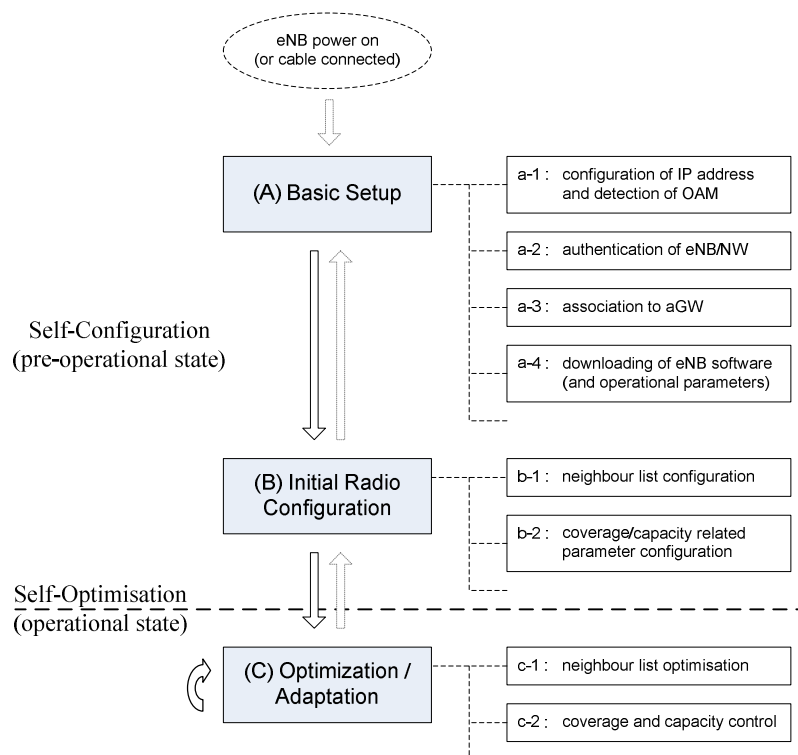 eNB power on
(or cable connected)
(A) Basic Setup
a-1 : configuration of IP address
and detection of OAM
a-2 : authentication of eNB/NW
a-3 : association to aGW
a-4 : downloading of eNB software
(and operational parameters)
Self-Configuration
(pre-operational state)
(B) Initial Radio
Configuration
b-1 : neighbour list configuration
b-2 : coverage/capacity related
parameter configuration
Self-Optimisation
(operational state)
(C) Optimization /
Adaptation
c-1 : neighbour list optimisation
c-2 : coverage and capacity control